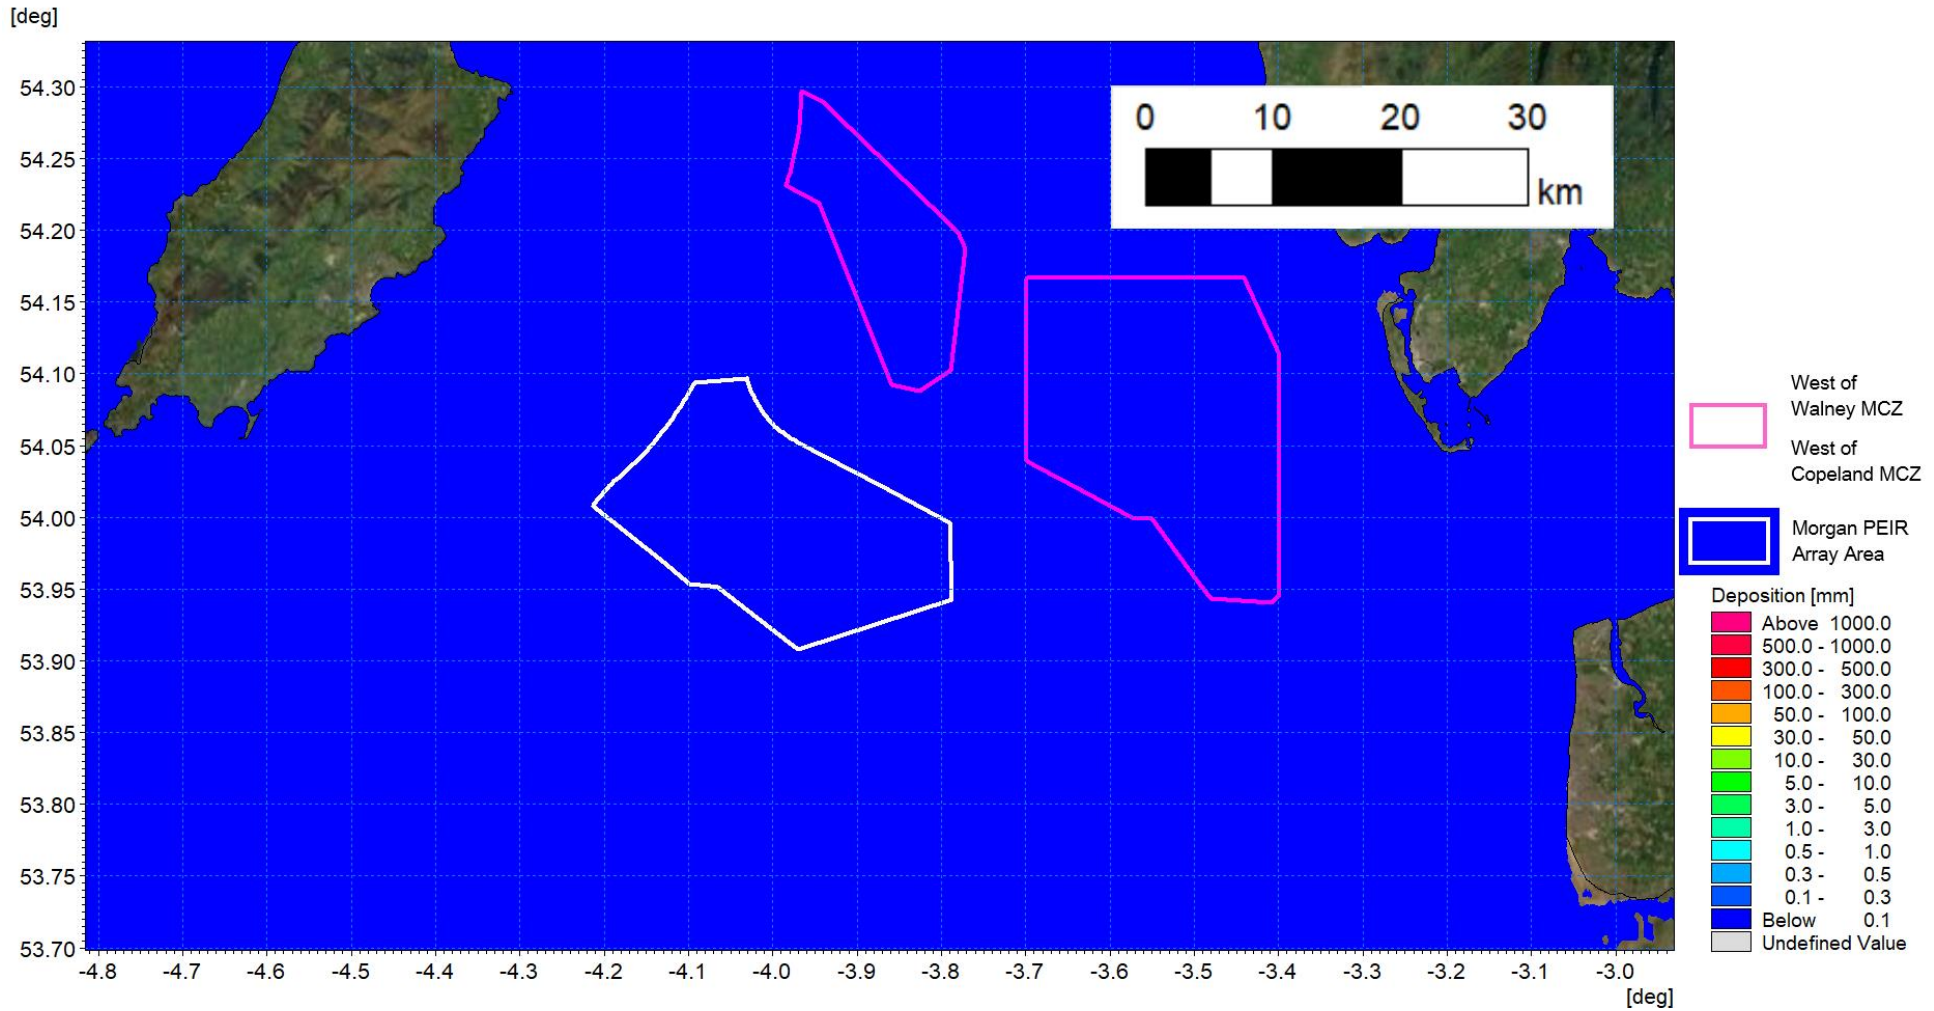 [deg]
54.30
54.25
54.20
54.15
54.10
54.05
54.00
53.95
53.90
53.85
53.80
53.75
53.70
-4.8 -4.7 -4.6 -4.5 -4.4 -4.3 -4.2 -4.1 -4.0 -3.9 -3.8 -3.7 -3.6 -3.5 -3.4 -3.3 -3.2 -3.1 -3.0
[deg]
0 10 20 30
km
West of
Walney MCZ
West of
Copeland MCZ
Morgan PEIR
Array Area
Deposition [mm]
Above 1000.0
500.0 - 1000.0
300.0 - 500.0
100.0 - 300.0
50.0 - 100.0
30.0 - 50.0
10.0 - 30.0
5.0 - 10.0
3.0 - 5.0
1.0 - 3.0
0.5 - 1.0
0.3 - 0.5
0.1 - 0.3
Below 0.1
Undefined Value